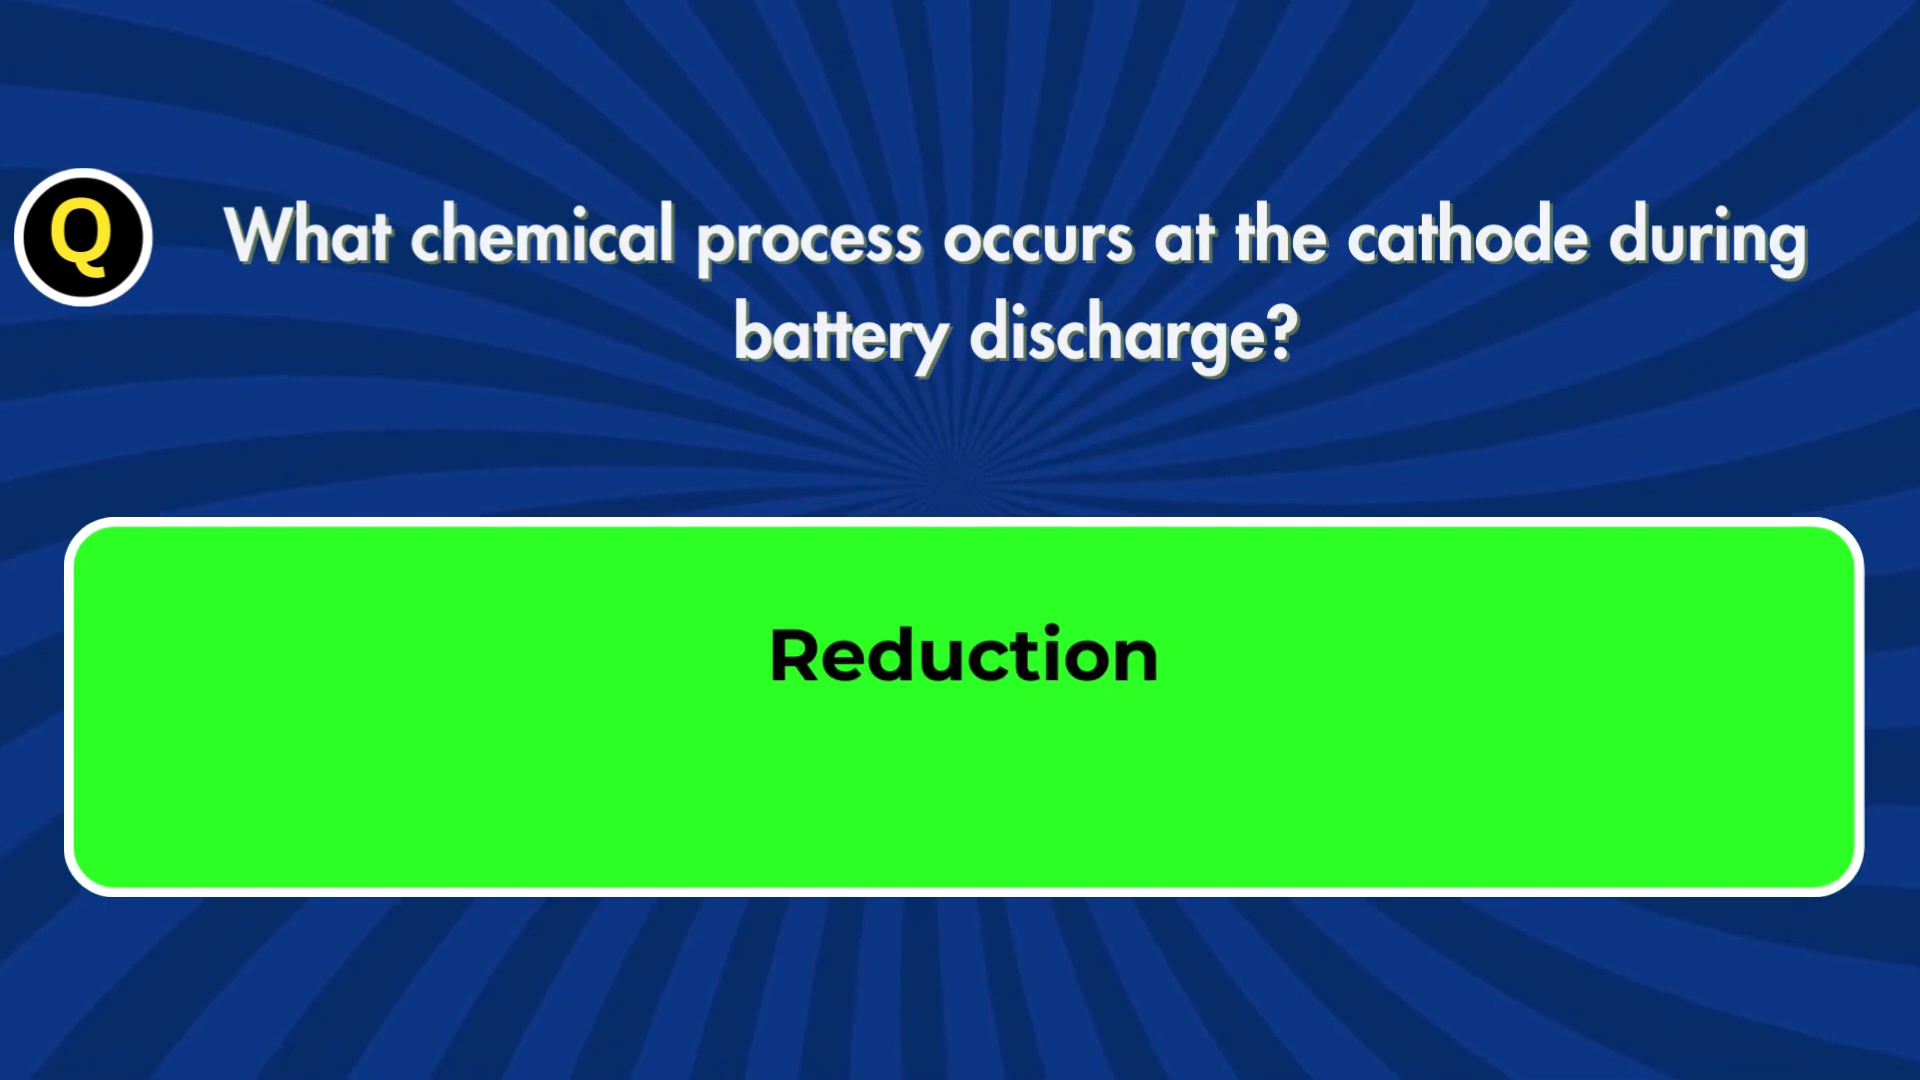 Q
What chemical process occurs at the cathode during
battery discharge?
Reduction